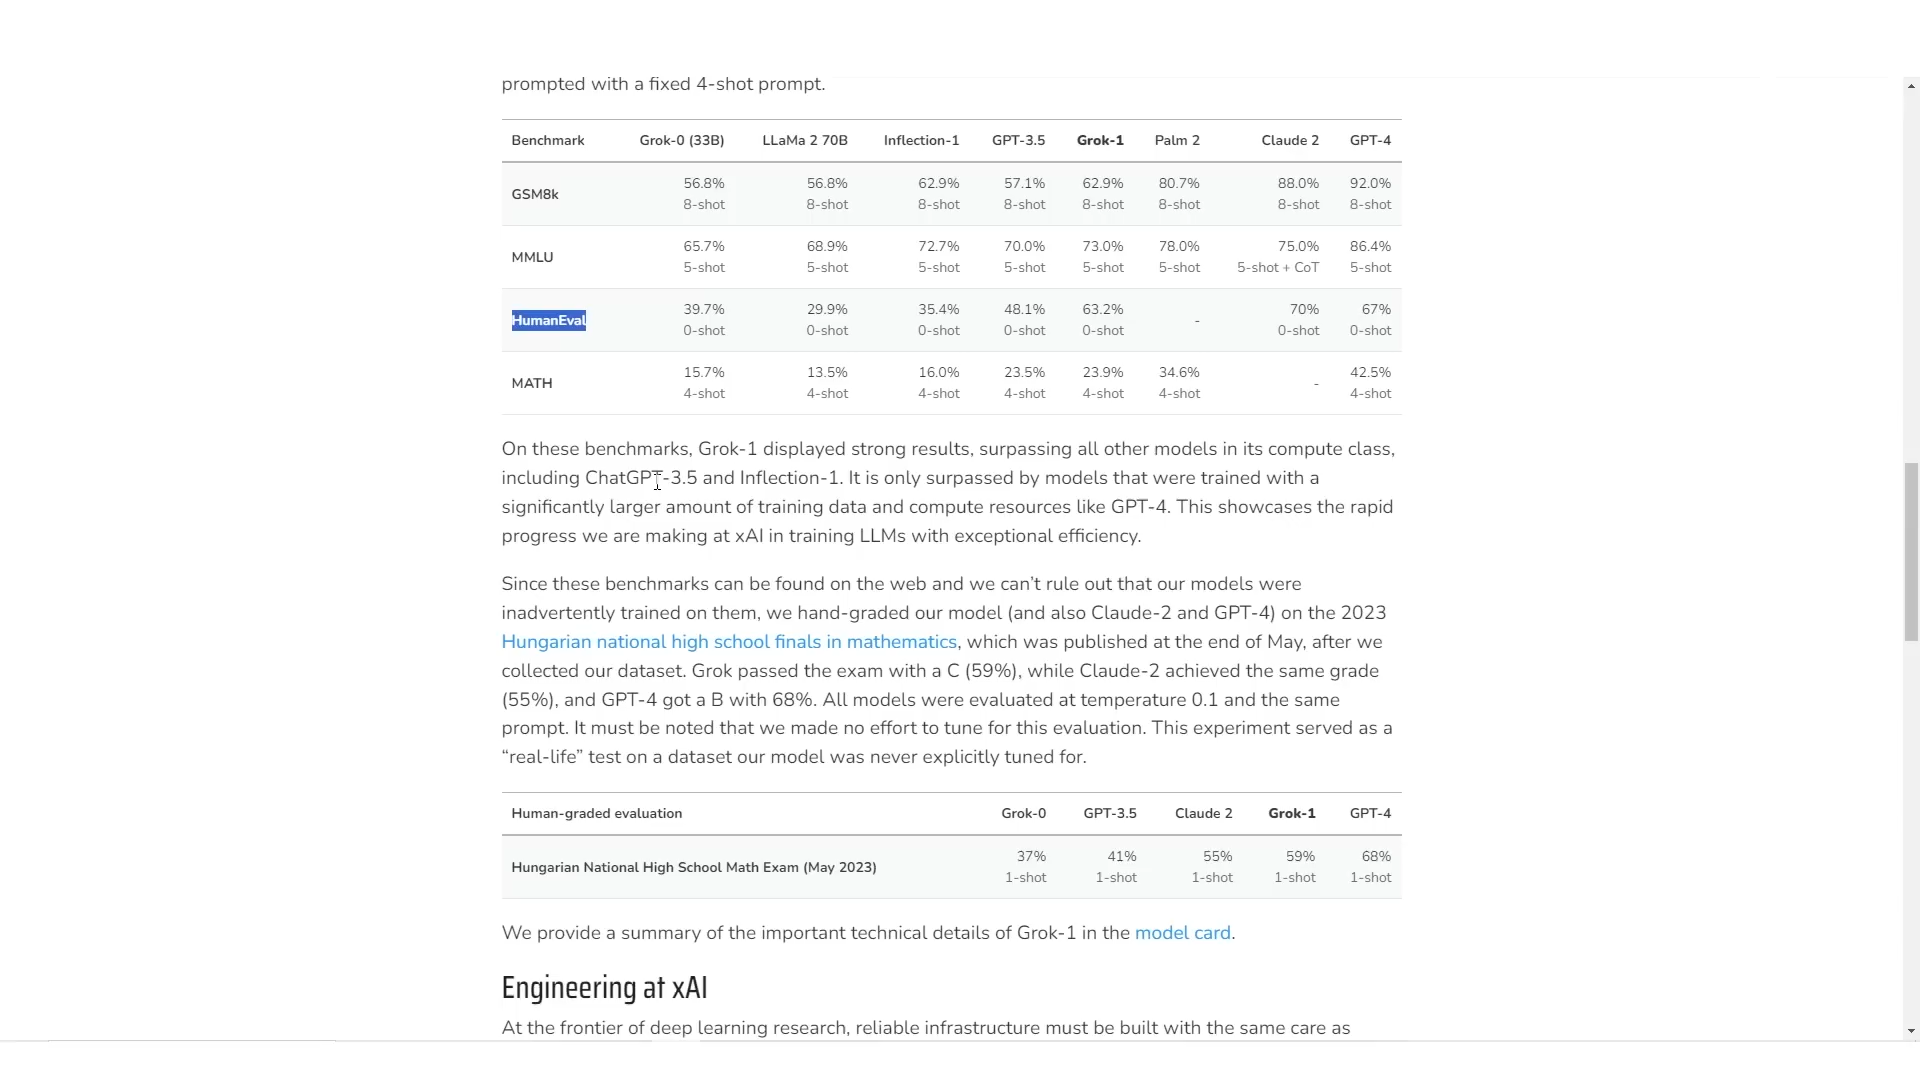 prompted with a fixed 4-shot prompt.
Benchmark Grok-0 (33B) LLaMa 2 70B Inflection-1 GPT-3.5 Grok-1 Palm 2 Claude 2 GPT-4
GSM8k 56.8% 56.8% 62.9% 57.1% 62.9% 80.7% 88.0% 92.0%
8-shot 8-shot 8-shot 8-shot 8-shot 8-shot 8-shot 8-shot
MMLU 65.7% 68.9% 72.7% 70.0% 73.0% 78.0% 75.0% 86.4%
5-shot 5-shot 5-shot 5-shot 5-shot 5-shot 5-shot + CoT 5-shot
HumanEval 39.7% 29.9% 35.4% 48.1% 63.2% - 70% 67%
0-shot 0-shot 0-shot 0-shot 0-shot 0-shot 0-shot
MATH 15.7% 13.5% 16.0% 23.5% 23.9% 34.6% - 42.5%
4-shot 4-shot 4-shot 4-shot 4-shot 4-shot 4-shot
On these benchmarks, Grok-1 displayed strong results, surpassing all other models in its compute class,
including ChatGPT-3.5 and Inflection-1. It is only surpassed by models that were trained with a
significantly larger amount of training data and compute resources like GPT-4. This showcases the rapid
progress we are making at xAI in training LLMs with exceptional efficiency.
Since these benchmarks can be found on the web and we can’t rule out that our models were
inadvertently trained on them, we hand-graded our model (and also Claude-2 and GPT-4) on the 2023
Hungarian national high school finals in mathematics, which was published at the end of May, after we
collected our dataset. Grok passed the exam with a C (59%), while Claude-2 achieved the same grade
(55%), and GPT-4 got a B with 68%. All models were evaluated at temperature 0.1 and the same
prompt. It must be noted that we made no effort to tune for this evaluation. This experiment served as a
“real-life” test on a dataset our model was never explicitly tuned for.
Human-graded evaluation Grok-0 GPT-3.5 Claude 2 Grok-1 GPT-4
Hungarian National High School Math Exam (May 2023) 37% 41% 55% 59% 68%
1-shot 1-shot 1-shot 1-shot 1-shot
We provide a summary of the important technical details of Grok-1 in the model card.
Engineering at xAI
At the frontier of deep learning research, reliable infrastructure must be built with the same care as